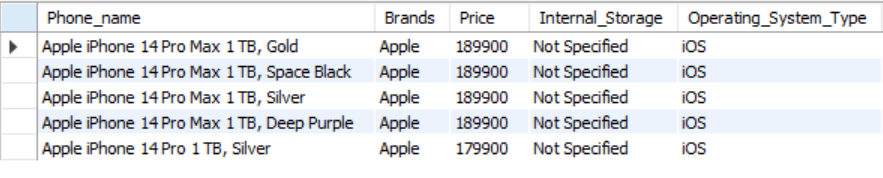 Phone_name Brands Price Internal_Storage Operating_System_Type
Apple iPhone 14 Pro Max 1 TB, Gold Apple 189900 Not Specified iOS
Apple iPhone 14 Pro Max 1 TB, Space Black Apple 189900 Not Specified iOS
Apple iPhone 14 Pro Max 1 TB, Silver Apple 189900 Not Specified iOS
Apple iPhone 14 Pro Max 1 TB, Deep Purple Apple 189900 Not Specified iOS
Apple iPhone 14 Pro 1 TB, Silver Apple 179900 Not Specified iOS